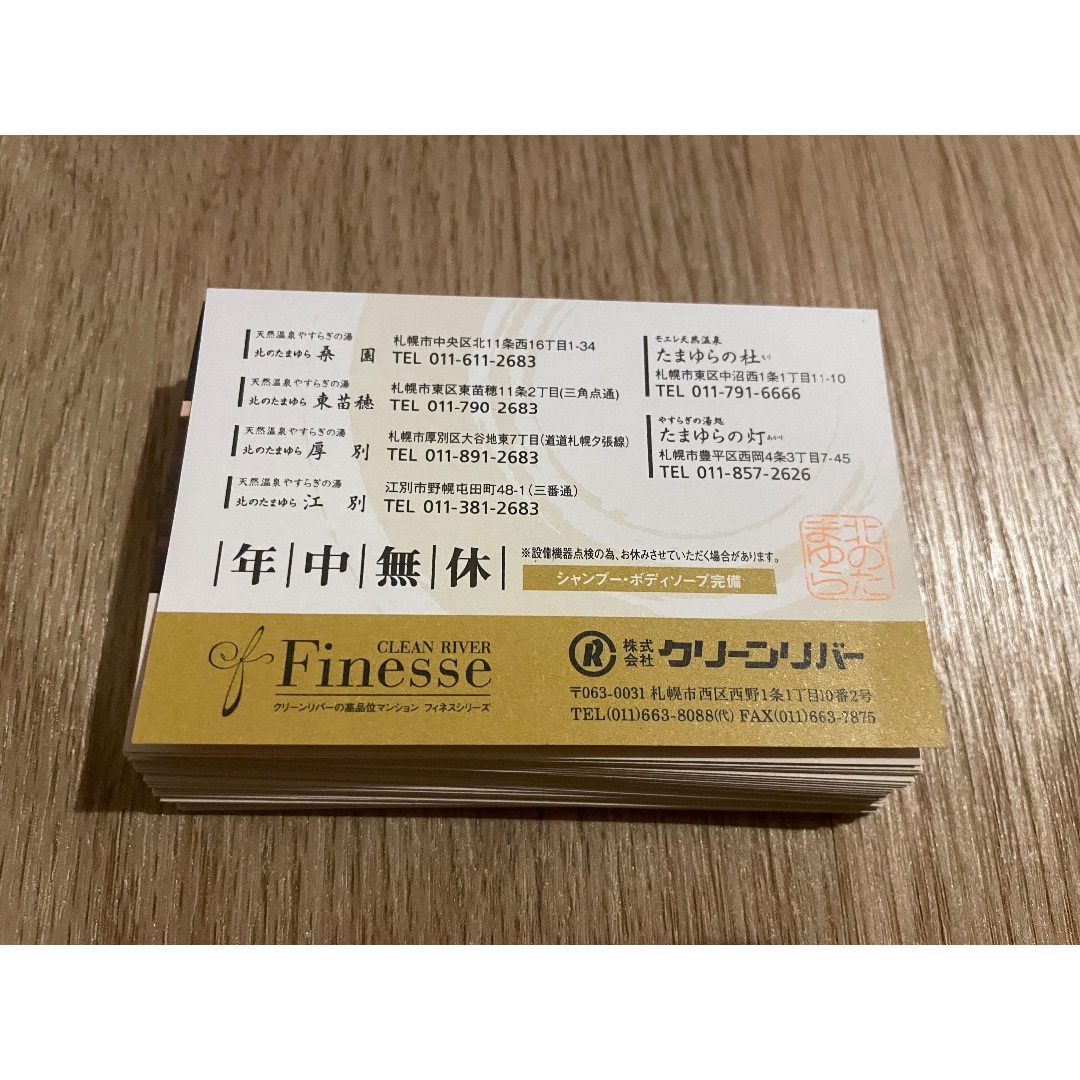 天然温泉やすらぎの湯
北のたまゆら 桑園
札幌市中央区北11条西16丁目1-34
TEL 011-611-2683
天然温泉やすらぎの湯
北のたまゆら 東苗穂
札幌市東区東苗穂11条2丁目(三角点通)
TEL 011-790-2683
天然温泉やすらぎの湯
北のたまゆら 厚別
札幌市厚別区大谷地東7丁目(道道札幌夕張線)
TEL 011-891-2683
天然温泉やすらぎの湯
北のたまゆら 江別
江別市野幌屯田町48-1(三番通)
TEL 011-381-2683
モエレ天然温泉
たまゆらの杜もり
札幌市東区中沼西1条1丁目11-10
TEL 011-791-6666
やすらぎの湯処
たまゆらの灯あかり
札幌市豊平区西岡4条3丁目7-45
TEL 011-857-2626
年中無休
※設備機器点検の為、お休みさせていただく場合があります。
シャンプー・ボディソープ完備
北のた
まゆら
CLEAN RIVER
Finesse
クリーンリバーの高品位マンション フィネスシリーズ
R 株式会社 クリーンリバー
〒063-0031 札幌市西区西野1条1丁目10番2号
TEL(011)663-8088(代) FAX(011)663-7875